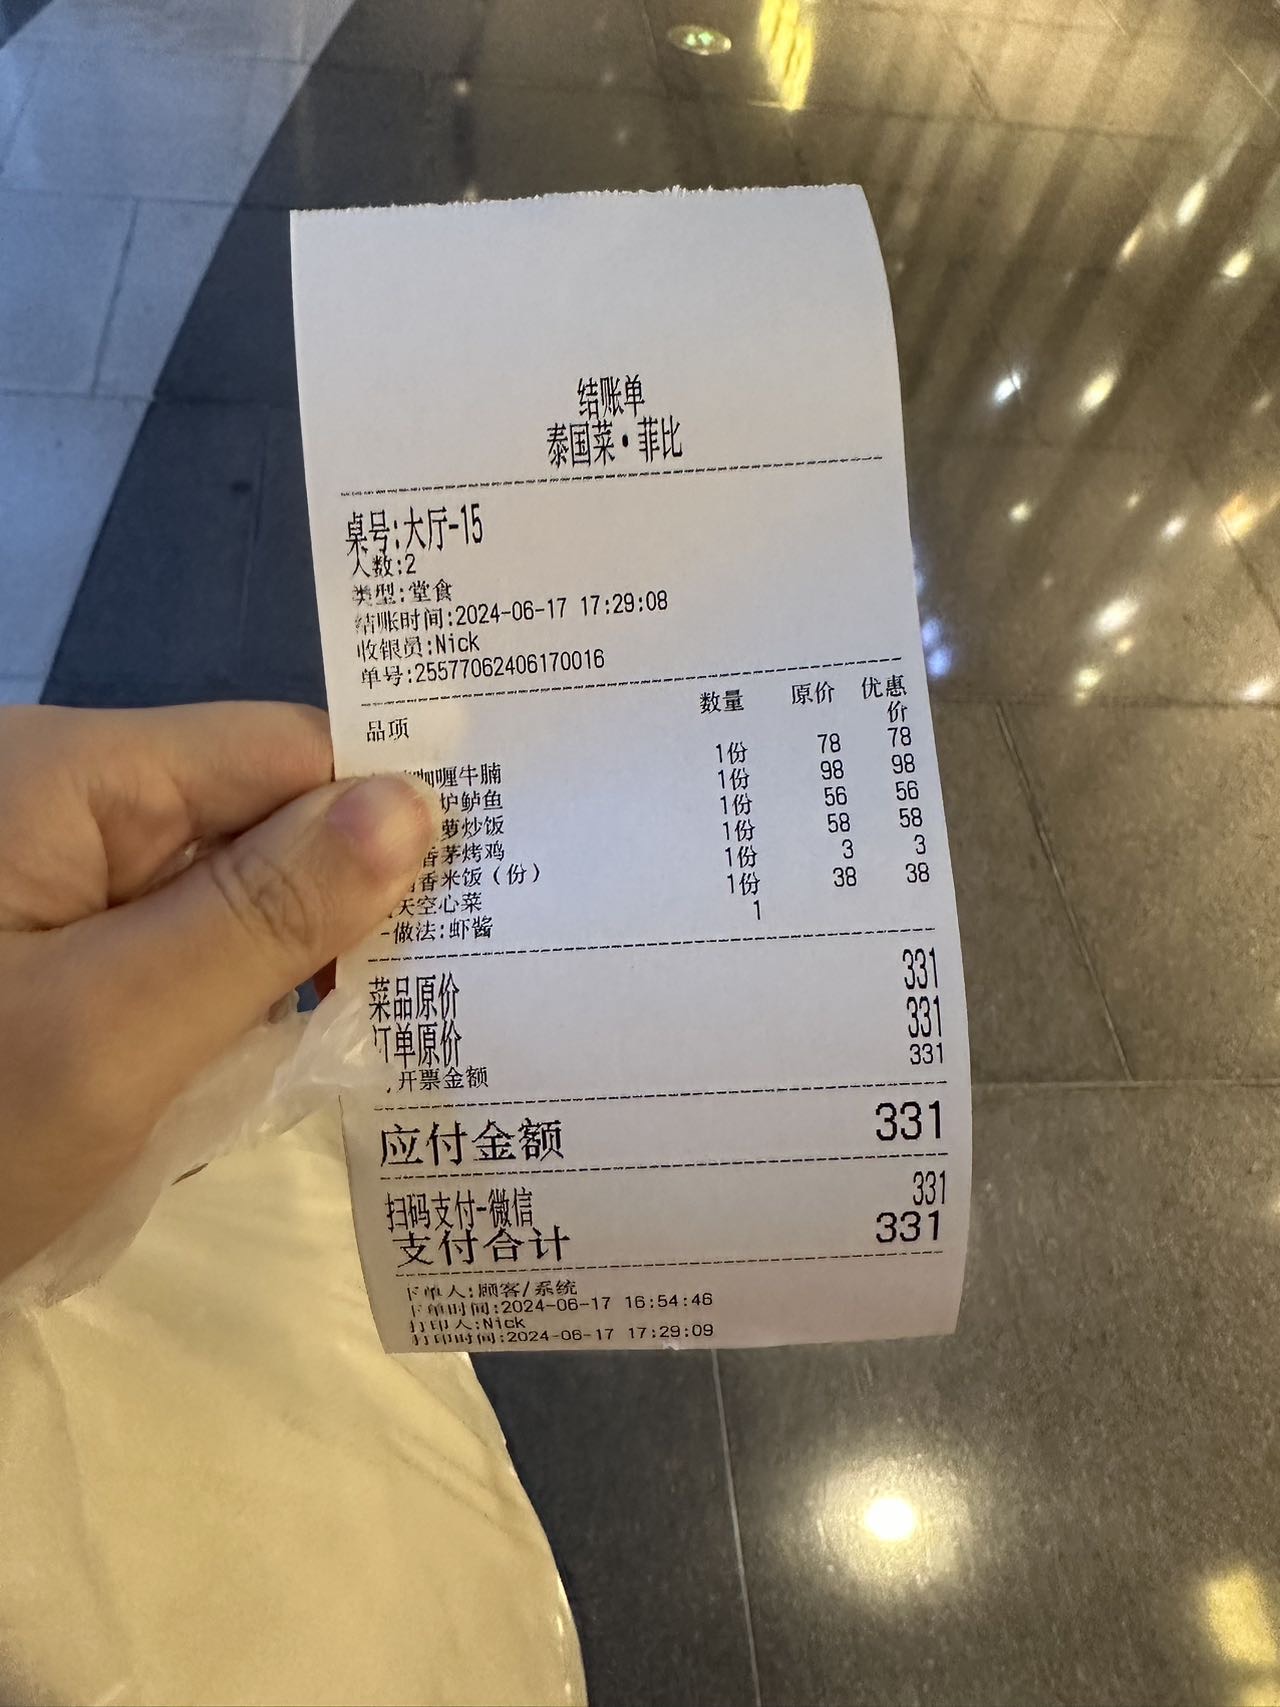 结账单
泰国菜·菲比
桌号:大厅-15
人数:2
类型:堂食
结账时间:2024-06-17 17:29:08
收银员:Nick
单号:25577062406170016
品项 数量 原价 优惠价
咖喱牛腩 1份 78 78
炉鲈鱼 1份 98 98
萝炒饭 1份 56 56
香茅烤鸡 1份 58 58
香米饭(份) 1份 3 3
天空心菜 1份 38 38
-做法:虾酱 1
菜品原价 331
订单原价 331
开票金额 331
应付金额 331
扫码支付-微信 331
支付合计 331
下单人:顾客/系统
下单时间:2024-06-17 16:54:46
打印人:Nick
打印时间:2024-06-17 17:29:09